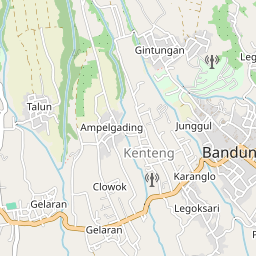 Gintungan
Leg
Talun
Ampelgading
Junggul
Kenteng
Bandun
Karanglo
Clowok
Gelaran
Legoksari
Gelaran